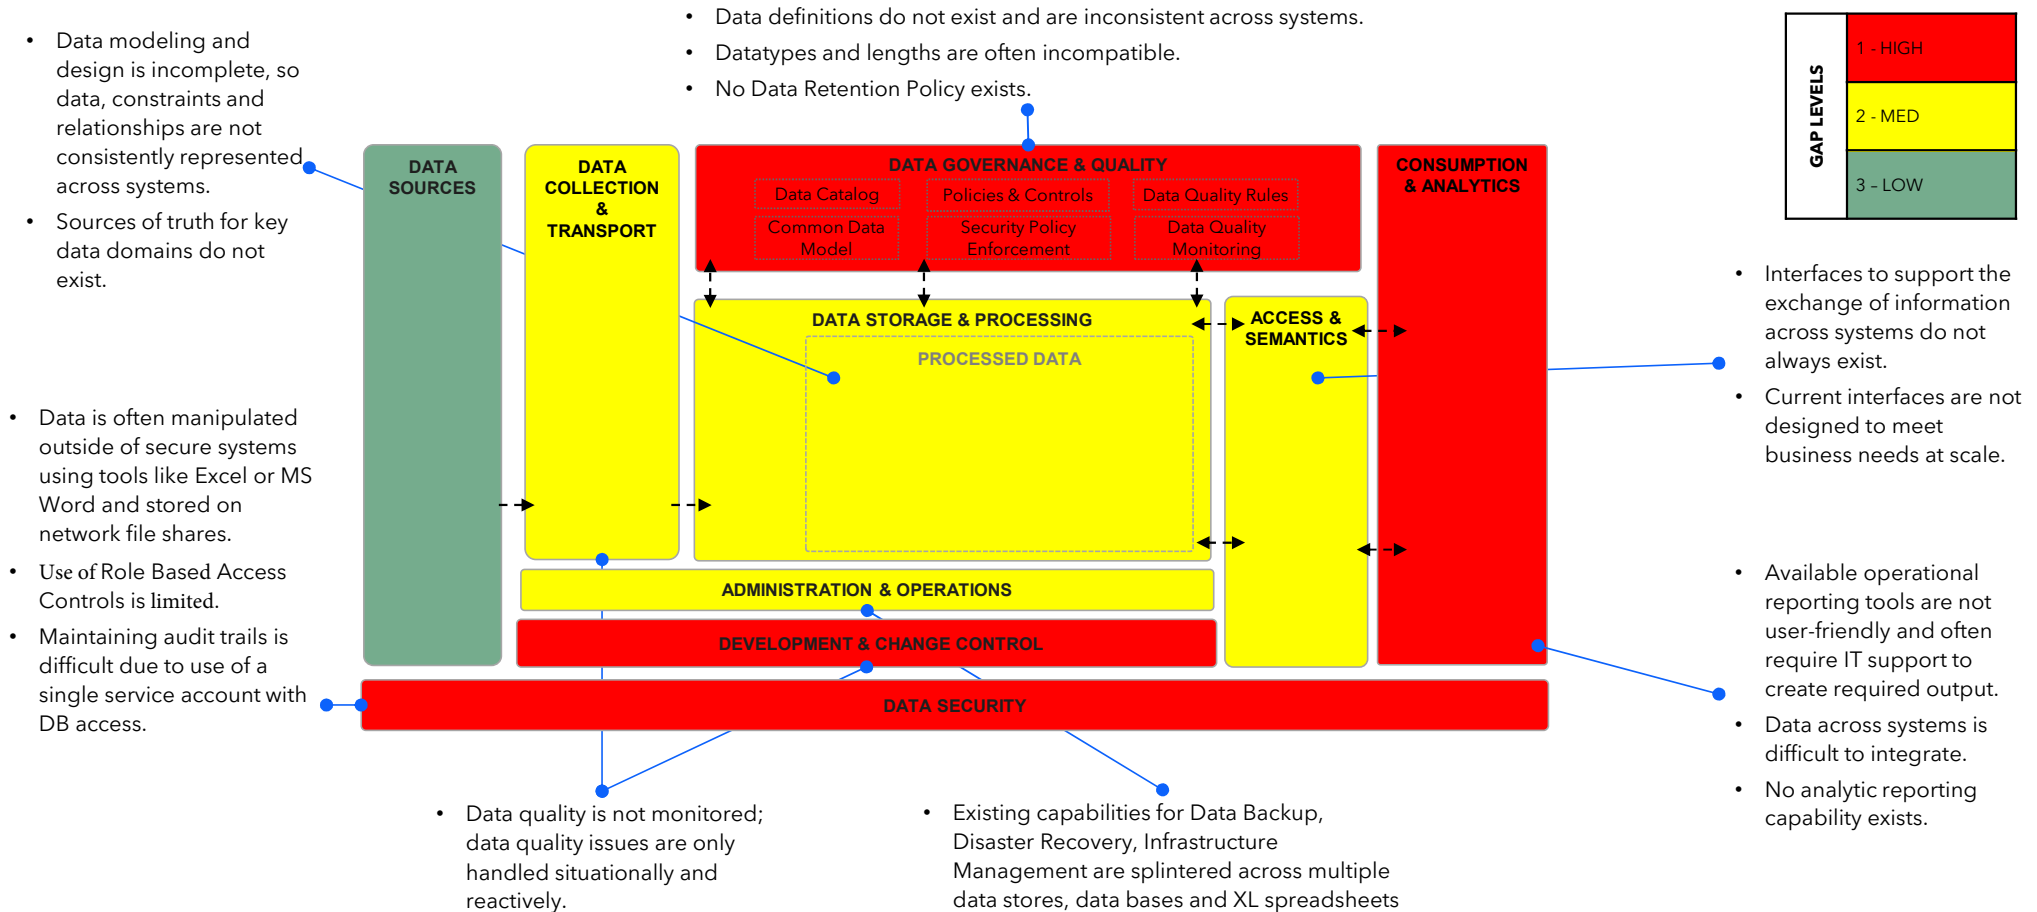 • Data definitions do not exist and are inconsistent across systems.
• Datatypes and lengths are often incompatible.
• No Data Retention Policy exists.
• Data modeling and
design is incomplete, so
data, constraints and
relationships are not
consistently represented
across systems.
• Sources of truth for key
data domains do not
exist.
• Data is often manipulated
outside of secure systems
using tools like Excel or MS
Word and stored on
network file shares.
• Use of Role Based Access
Controls is limited.
• Maintaining audit trails is
difficult due to use of a
single service account with
DB access.
DATA
SOURCES
DATA
COLLECTION
&
TRANSPORT
DATA GOVERNANCE & QUALITY
Data Catalog
Policies & Controls
Data Quality Rules
Common Data
Model
Security Policy
Enforcement
Data Quality
Monitoring
DATA STORAGE & PROCESSING
PROCESSED DATA
ACCESS &
SEMANTICS
CONSUMPTION
& ANALYTICS
ADMINISTRATION & OPERATIONS
DEVELOPMENT & CHANGE CONTROL
DATA SECURITY
GAP LEVELS
1 - HIGH
2 - MED
3 – LOW
• Interfaces to support the
exchange of information
across systems do not
always exist.
• Current interfaces are not
designed to meet
business needs at scale.
• Available operational
reporting tools are not
user-friendly and often
require IT support to
create required output.
• Data across systems is
difficult to integrate.
• No analytic reporting
capability exists.
• Data quality is not monitored;
data quality issues are only
handled situationally and
reactively.
• Existing capabilities for Data Backup,
Disaster Recovery, Infrastructure
Management are splintered across multiple
data stores, data bases and XL spreadsheets